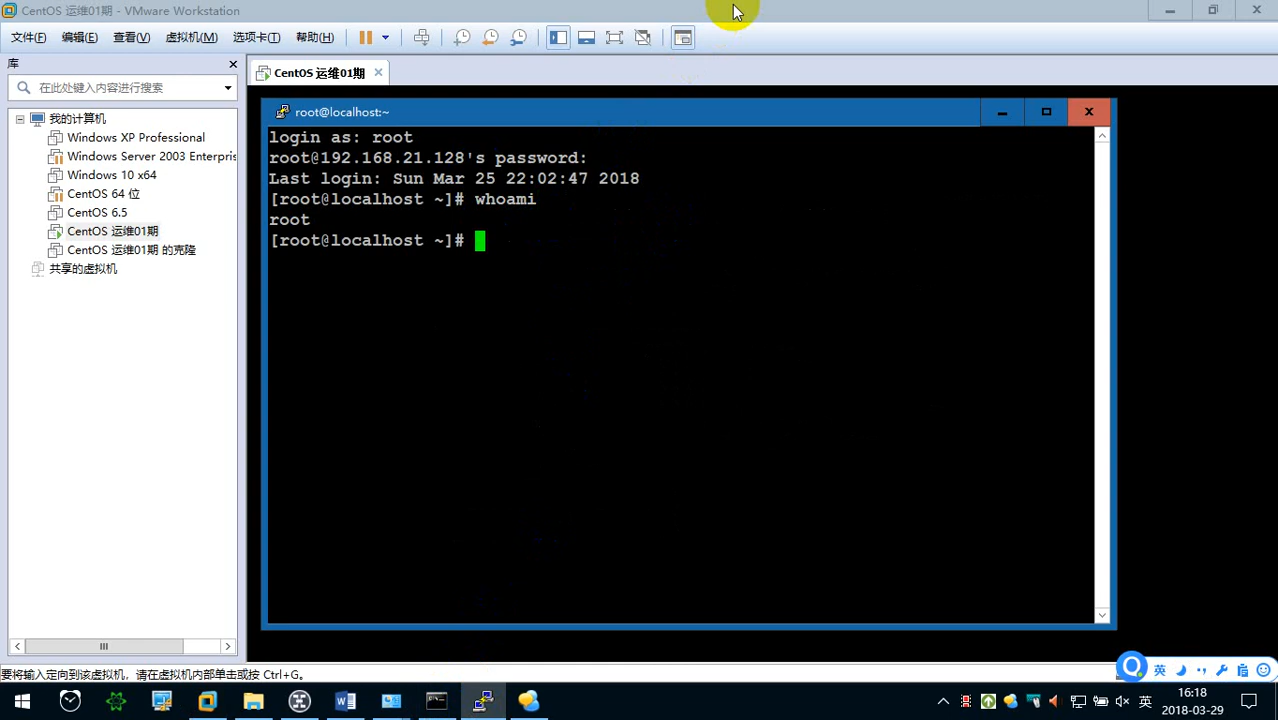 CentOS 运维01期 - VMware Workstation
文件(F) 编辑(E) 查看(V) 虚拟机(M) 选项卡(T) 帮助(H)
库
在此处键入内容进行搜索
我的计算机
Windows XP Professional
Windows Server 2003 Enterpris
Windows 10 x64
CentOS 64 位
CentOS 6.5
CentOS 运维01期
CentOS 运维01期 的克隆
共享的虚拟机
CentOS 运维01期
root@localhost:~
login as: root
root@192.168.21.128's password:
Last login: Sun Mar 25 22:02:47 2018
[root@localhost ~]# whoami
root
[root@localhost ~]#
要将输入定向到该虚拟机，请在虚拟机内部单击或按 Ctrl+G。
英
英
16:18
2018-03-29